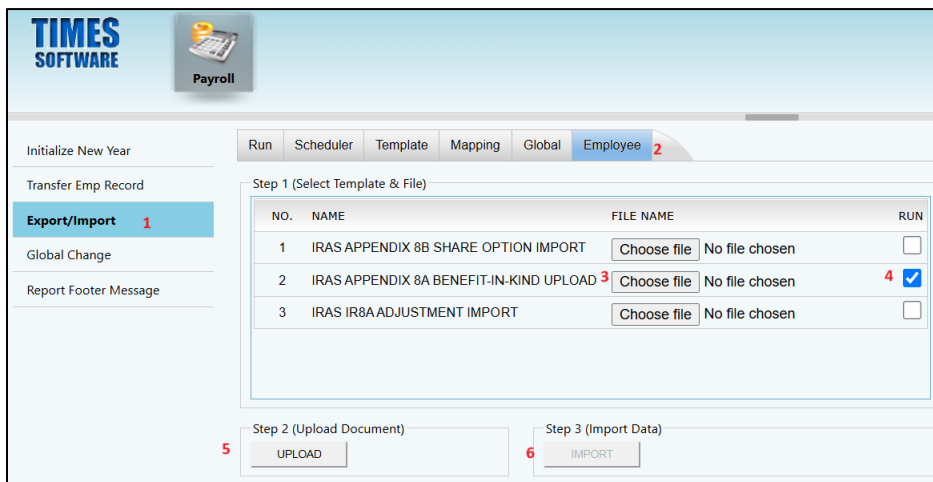 TIMES
SOFTWARE
Payroll
Initialize New Year
Transfer Emp Record
Export/Import 1
Global Change
Report Footer Message
Run Scheduler Template Mapping Global Employee 2
Step 1 (Select Template & File)
NO. NAME FILE NAME RUN
1 IRAS APPENDIX 8B SHARE OPTION IMPORT Choose file No file chosen
2 IRAS APPENDIX 8A BENEFIT-IN-KIND UPLOAD 3 Choose file No file chosen 4
3 IRAS IR8A ADJUSTMENT IMPORT Choose file No file chosen
Step 2 (Upload Document) Step 3 (Import Data)
5 UPLOAD 6 IMPORT